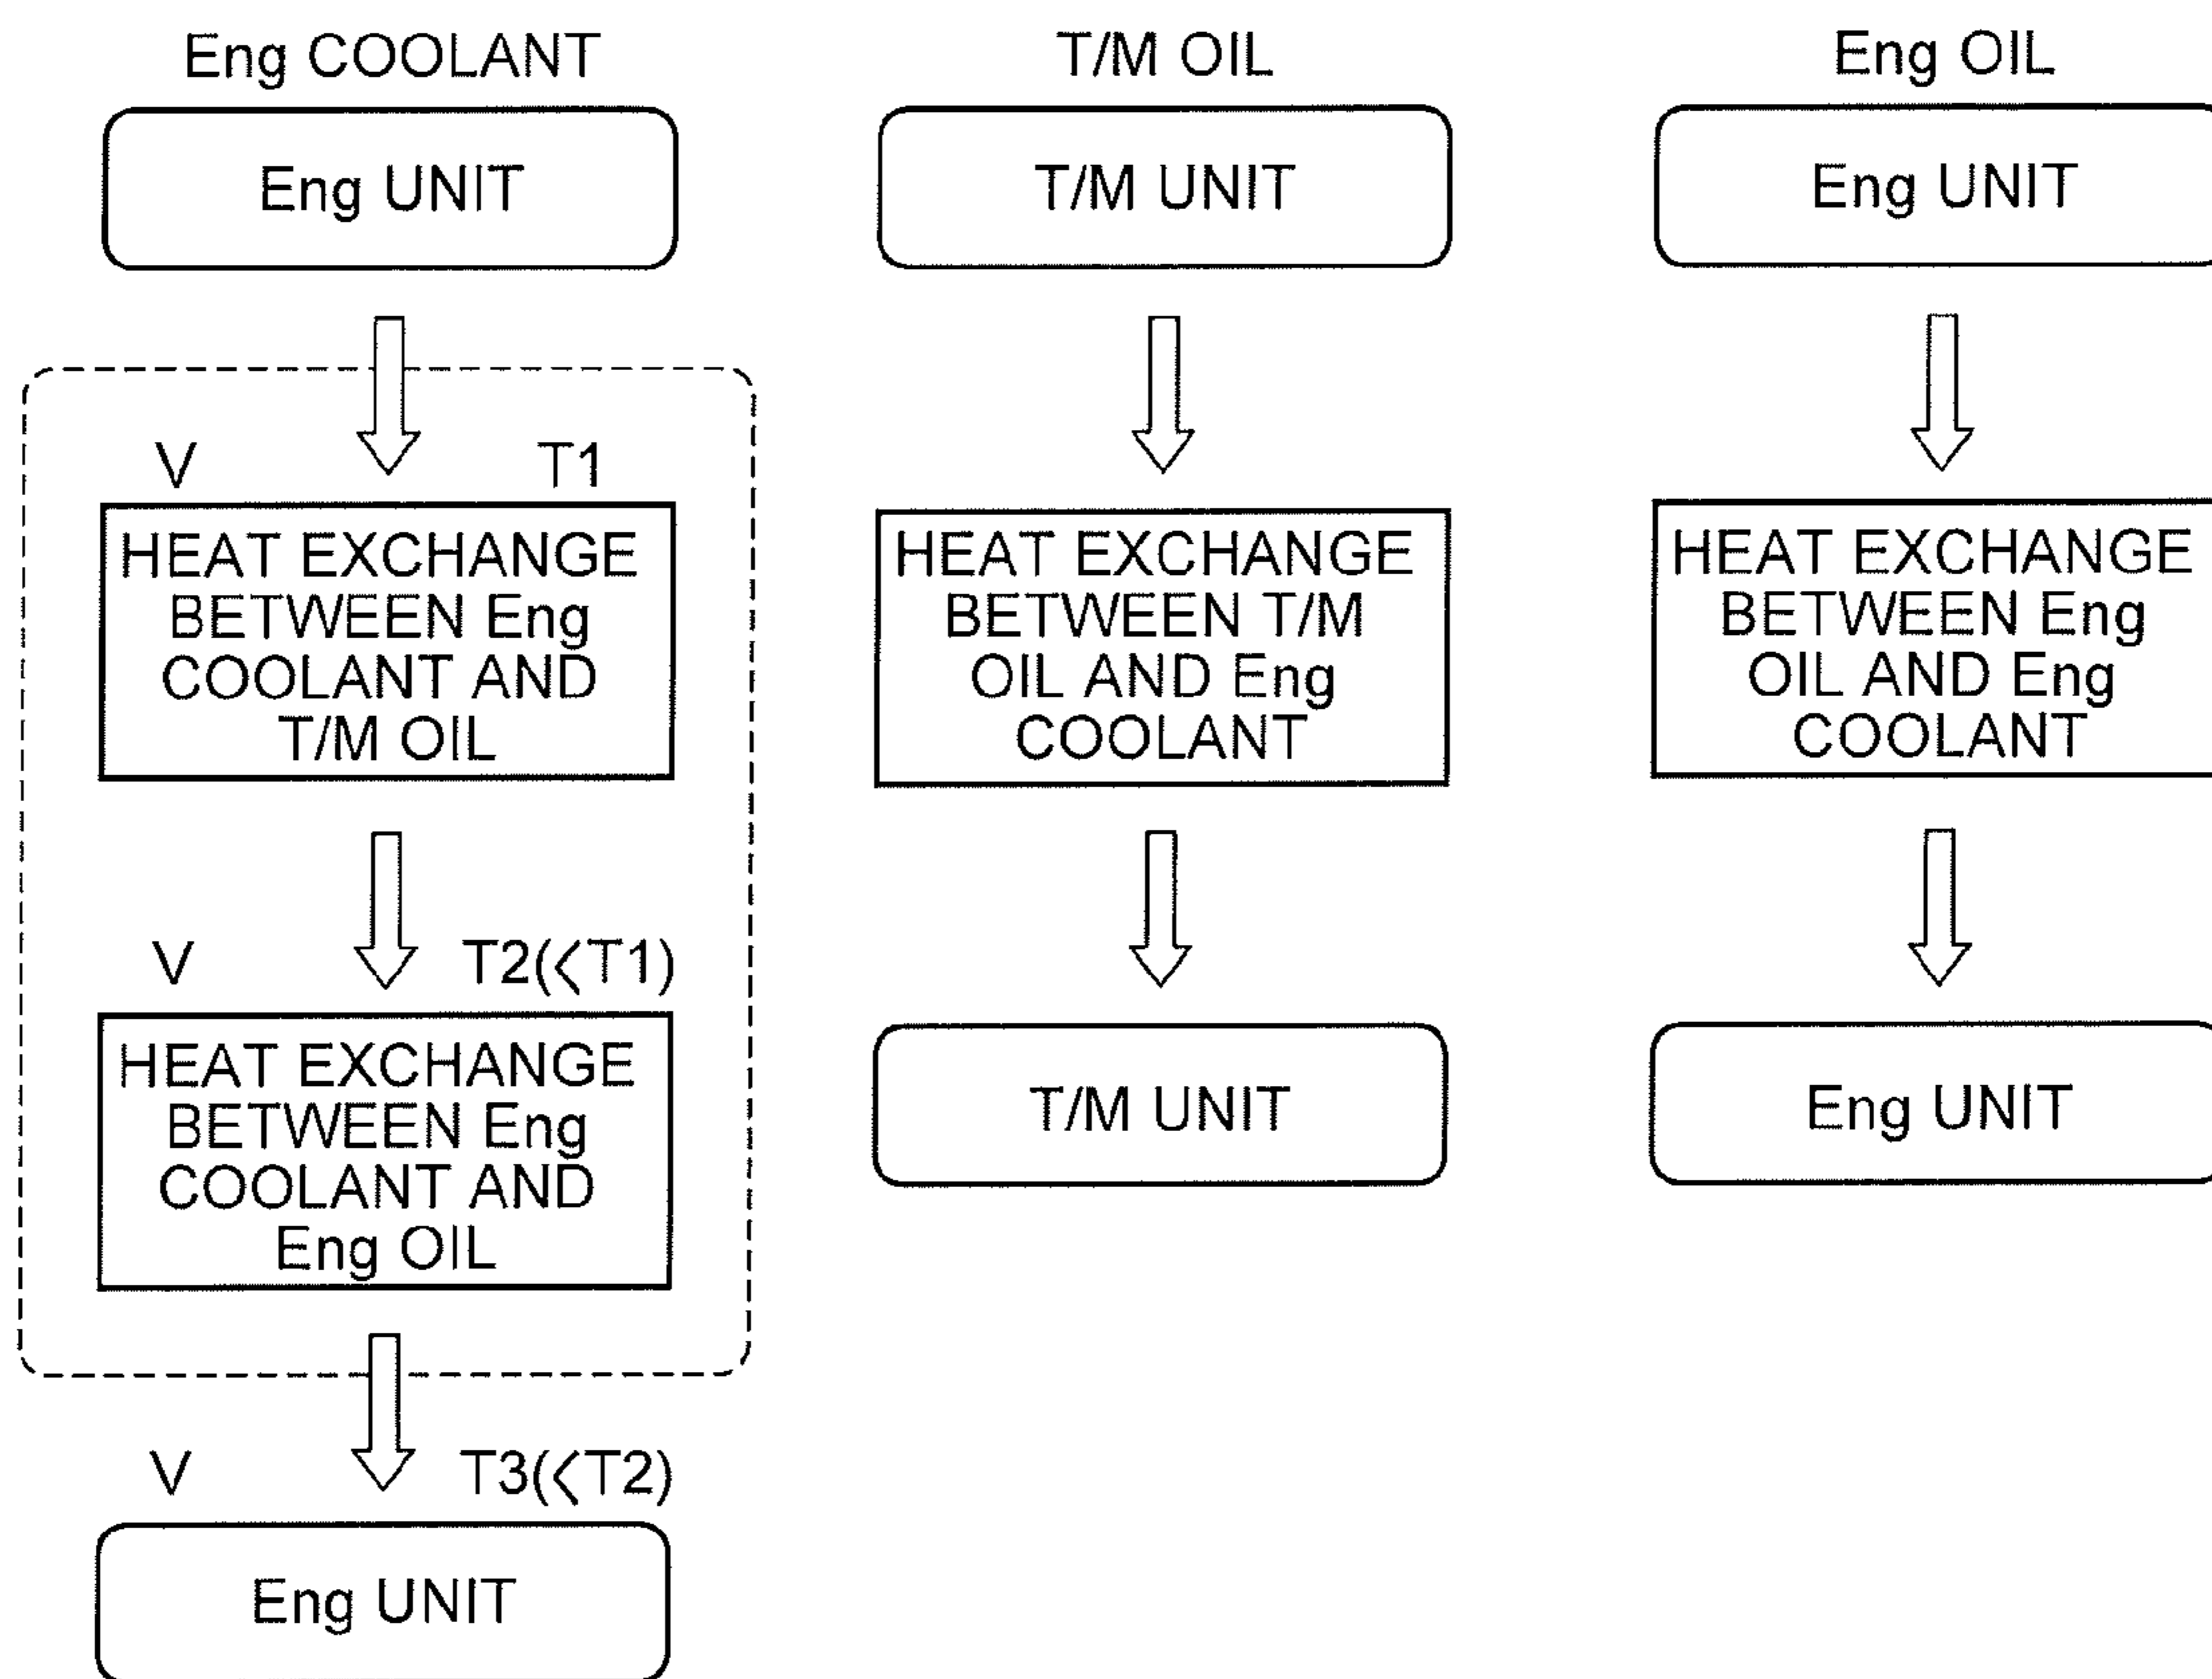 Eng COOLANT
Eng UNIT
V T1
HEAT EXCHANGE
BETWEEN Eng
COOLANT AND
T/M OIL
V T2(<T1)
HEAT EXCHANGE
BETWEEN Eng
COOLANT AND
Eng OIL
V T3(<T2)
Eng UNIT
T/M OIL
T/M UNIT
HEAT EXCHANGE
BETWEEN T/M
OIL AND Eng
COOLANT
T/M UNIT
Eng OIL
Eng UNIT
HEAT EXCHANGE
BETWEEN Eng
OIL AND Eng
COOLANT
Eng UNIT